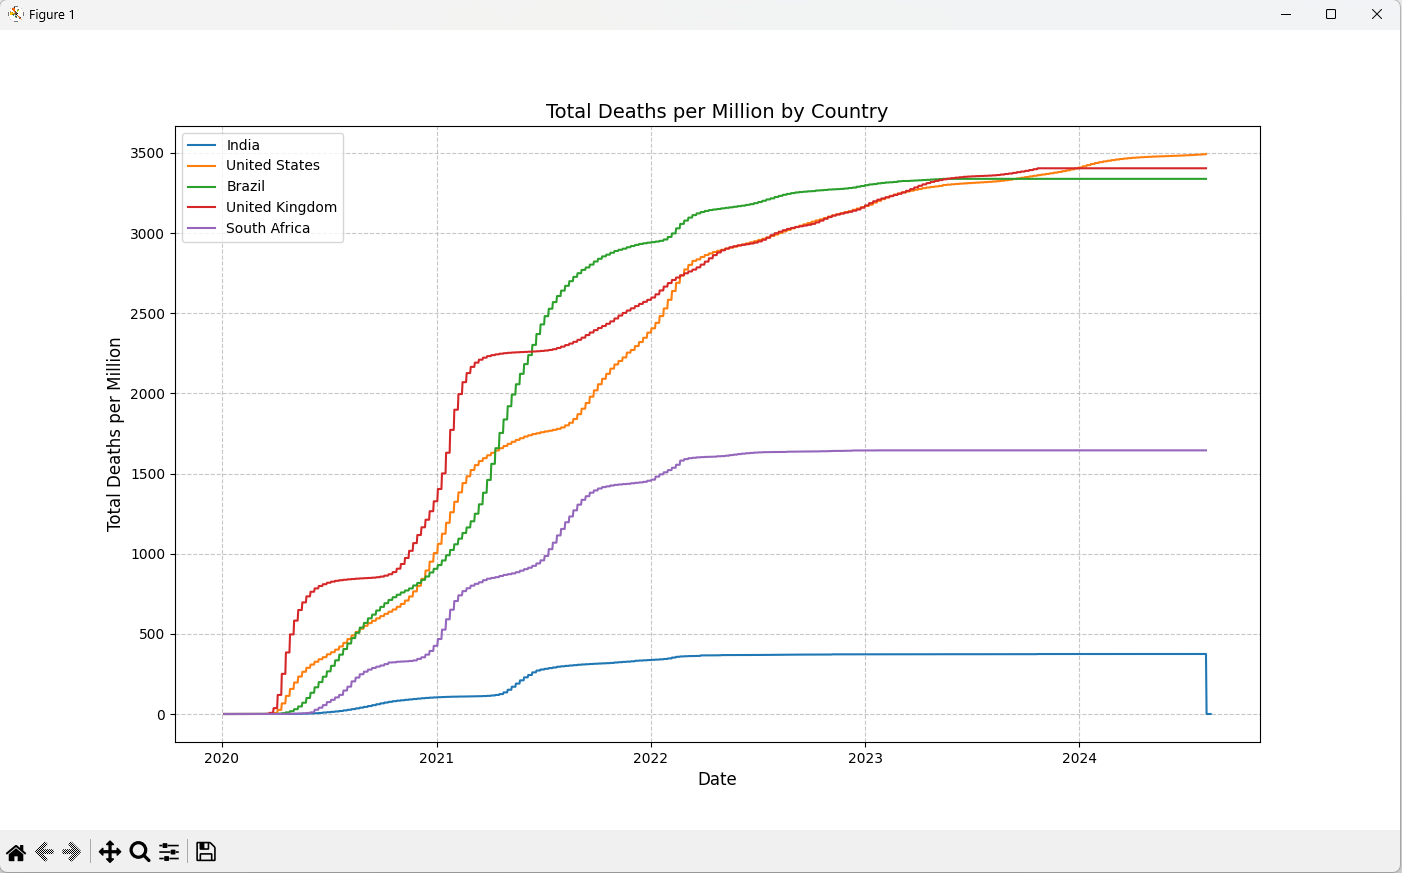 Figure 1
Total Deaths per Million by Country
India
United States
Brazil
United Kingdom
South Africa
3500
3000
2500
2000
1500
1000
500
0
Total Deaths per Million
2020 2021 2022 2023 2024
Date